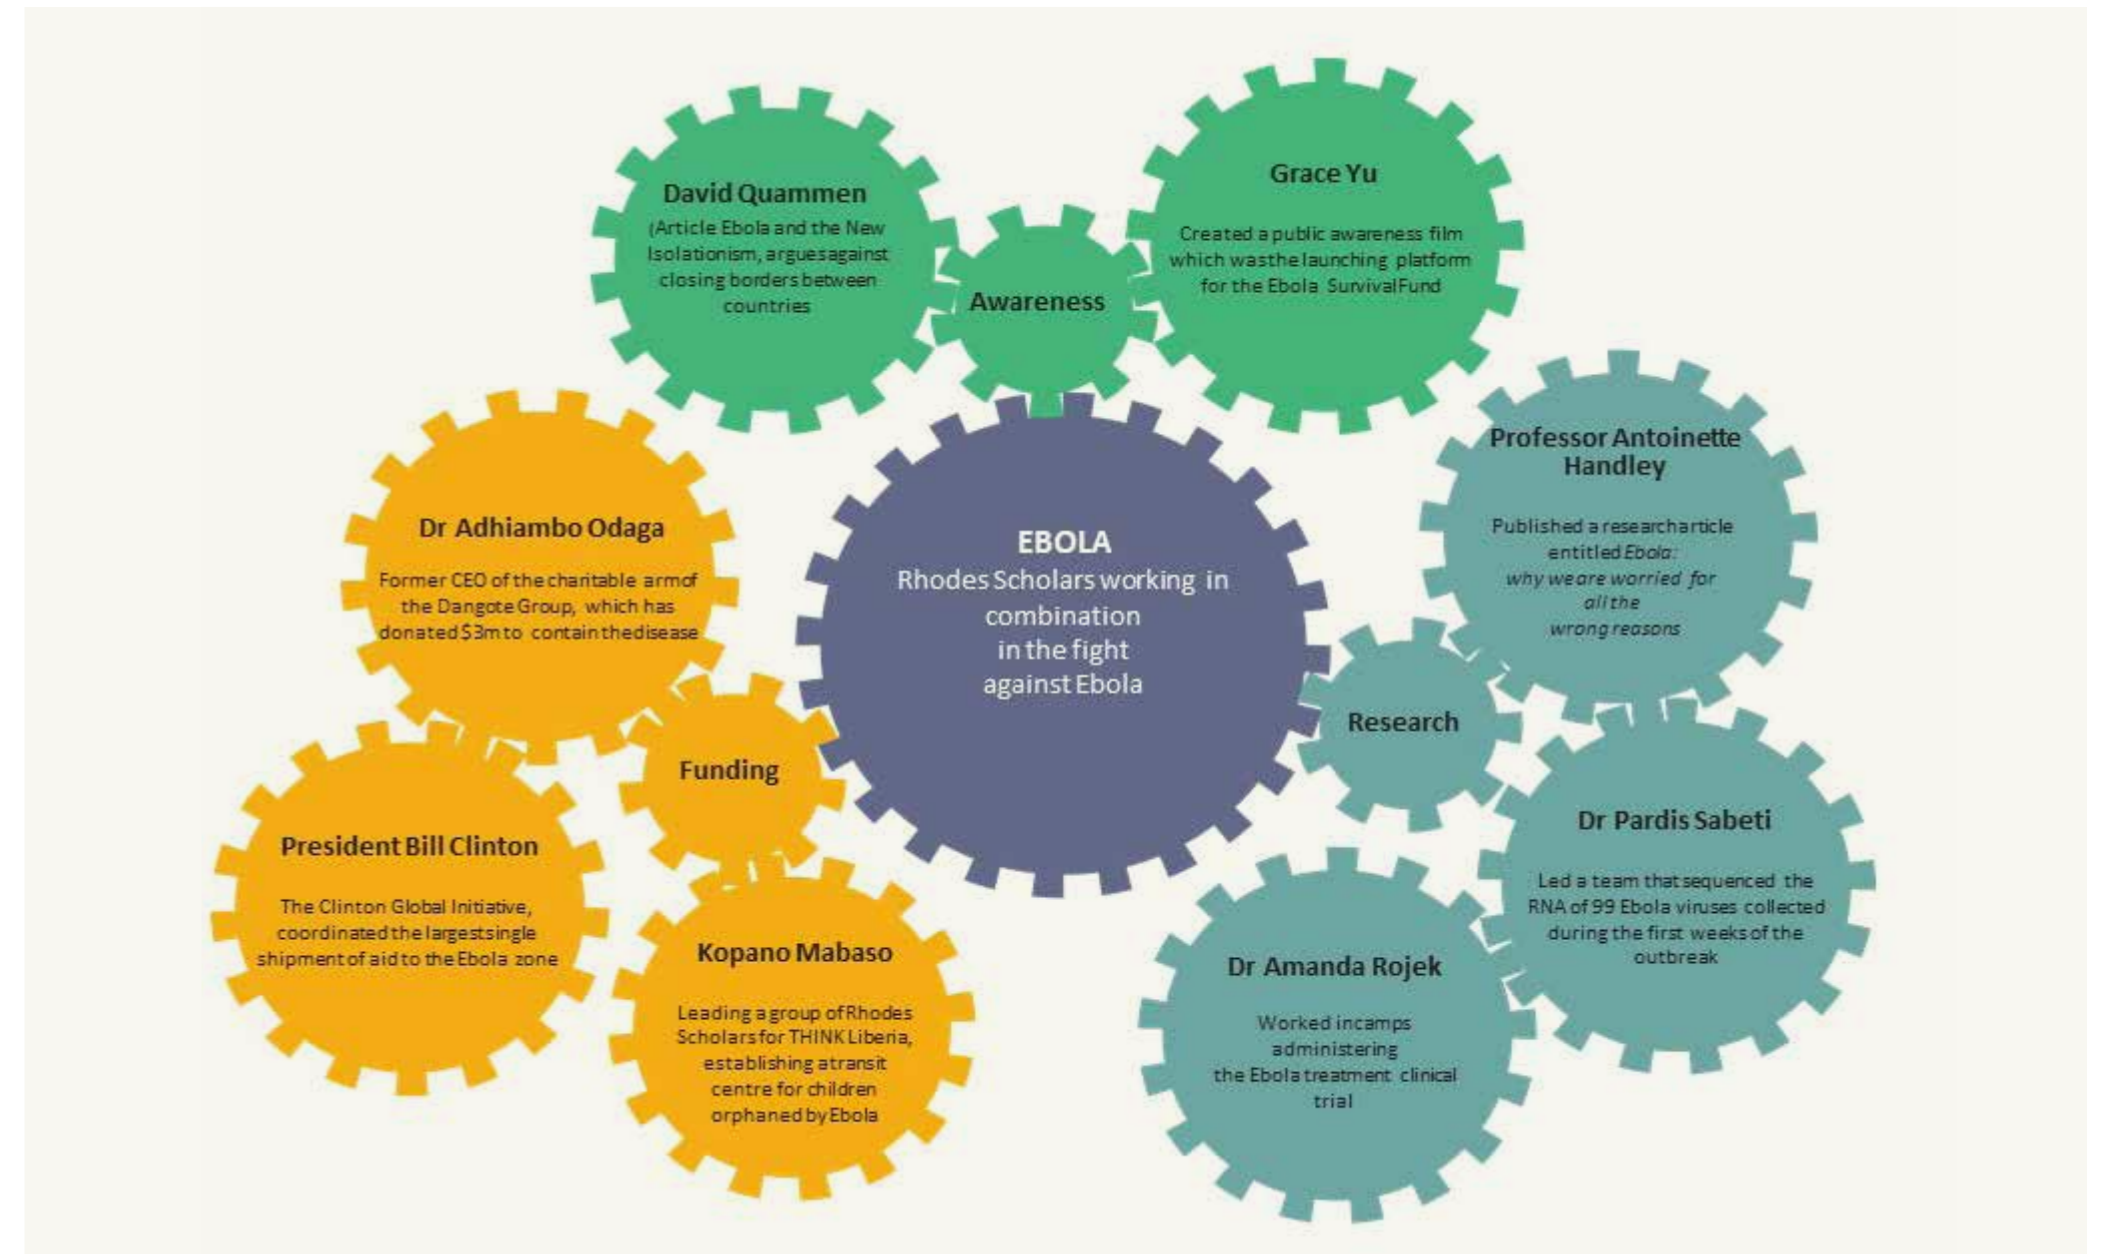 David Quammen
(Article Ebola and the New
Isolationism, argues against
closing borders between
countries
Grace Yu
Created a public awareness film
which was the launching platform
for the Ebola Survival Fund
Awareness
Professor Antoinette
Handley
Published a research article
entitled Ebola:
why we are worried for
all the
wrong reasons
Dr Adhiambo Odaga
Former CEO of the charitable arm of
the Dangote Group, which has
donated $3m to contain the disease
EBOLA
Rhodes Scholars working in
combination
in the fight
against Ebola
Research
Funding
Dr Pardis Sabeti
Led a team that sequenced the
RNA of 99 Ebola viruses collected
during the first weeks of the
outbreak
President Bill Clinton
The Clinton Global Initiative,
coordinated the largest single
shipment of aid to the Ebola zone
Kopano Mabaso
Leading a group of Rhodes
Scholars for THINK Liberia,
establishing a transit
centre for children
orphaned by Ebola
Dr Amanda Rojek
Worked in camps
administering
the Ebola treatment clinical
trial